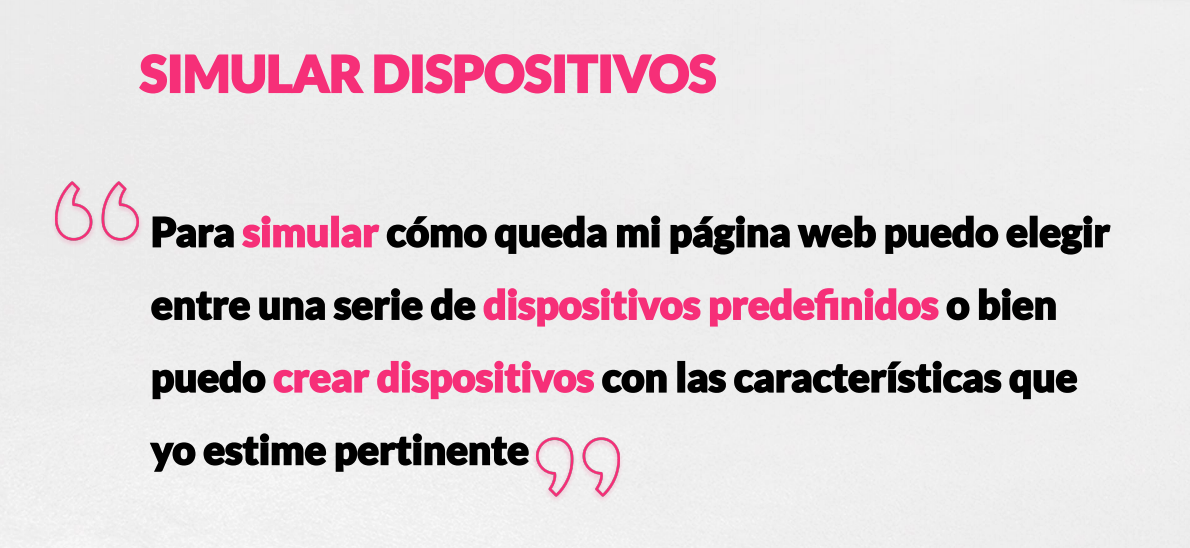 SIMULAR DISPOSITIVOS
“Para simular cómo queda mi página web puedo elegir
entre una serie de dispositivos predefinidos o bien
puedo crear dispositivos con las características que
yo estime pertinente”